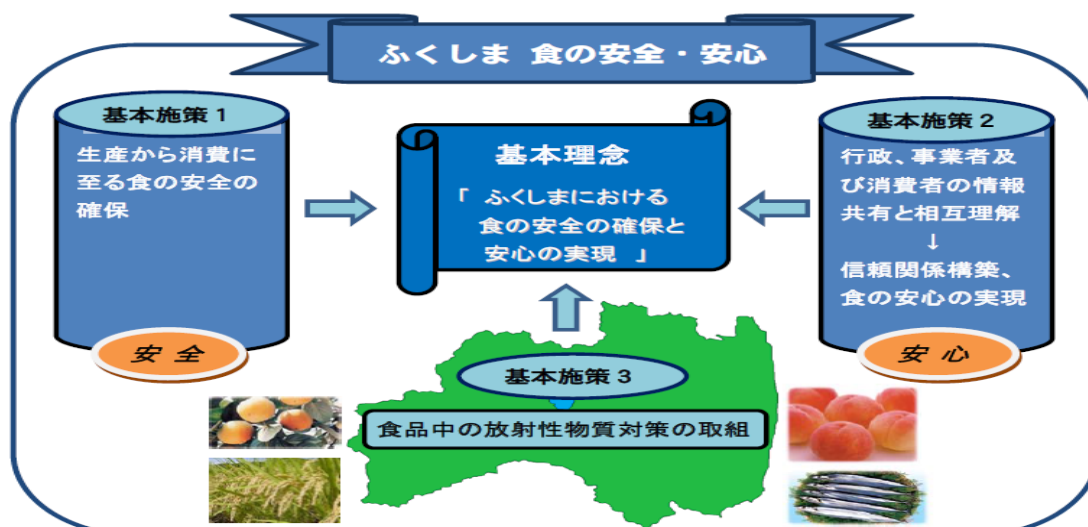 ふくしま 食の安全・安心
基本施策1
生産から消費に
至る食の安全の
確保
安 全
基本理念
「 ふくしまにおける
食の安全の確保と
安心の実現 」
基本施策2
行政、事業者及
び消費者の情報
共有と相互理解
↓
信頼関係構築、
食の安心の実現
安 心
基本施策3
食品中の放射性物質対策の取組